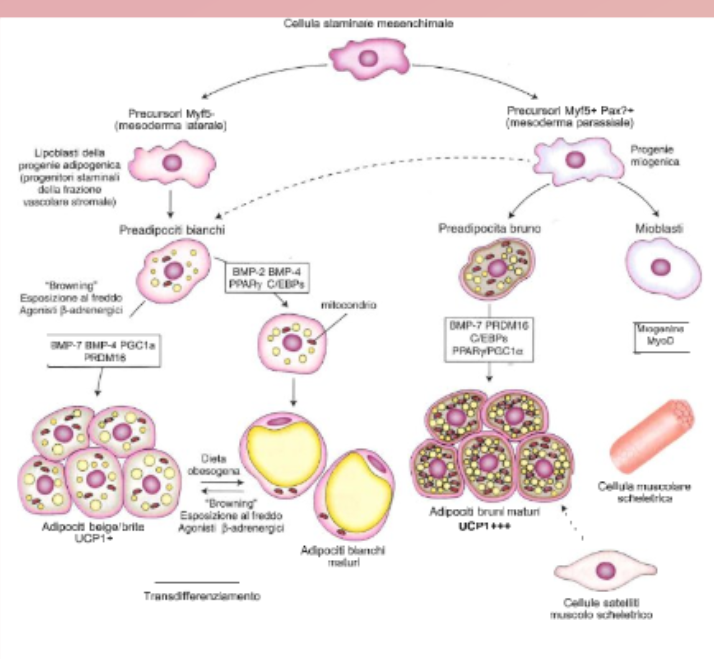 Cellula staminale mesenchimale
Precursori Myf5-
(mesoderma laterale)
Precursori Myf5+ Pax7+
(mesoderma parassiale)
Lipoblasti della
progenie adipogenica
(progenitori staminali
della frazione
vascolare stromale)
Progenie
miogenica
Preadipociti bianchi
Preadipocita bruno
Mioblasti
"Browning"
Esposizione al freddo
Agonisti β-adrenergici
BMP-2 BMP-4
PPARγ C/EBPs
mitocondrio
BMP-7 PRDM16
C/EBPs
PPARγ/PGC1α
Miogenina
MyoD
BMP-7 BMP-4 PGC1a
PRDM16
Dieta
obesogena
"Browning"
Esposizione al freddo
Agonisti β-adrenergici
Cellula muscolare
scheletrica
Adipociti beige/brite
UCP1+
Adipociti bianchi
maturi
Adipociti bruni maturi
UCP1+++
Transdifferenziamento
Cellule satelliti
muscolo scheletrico